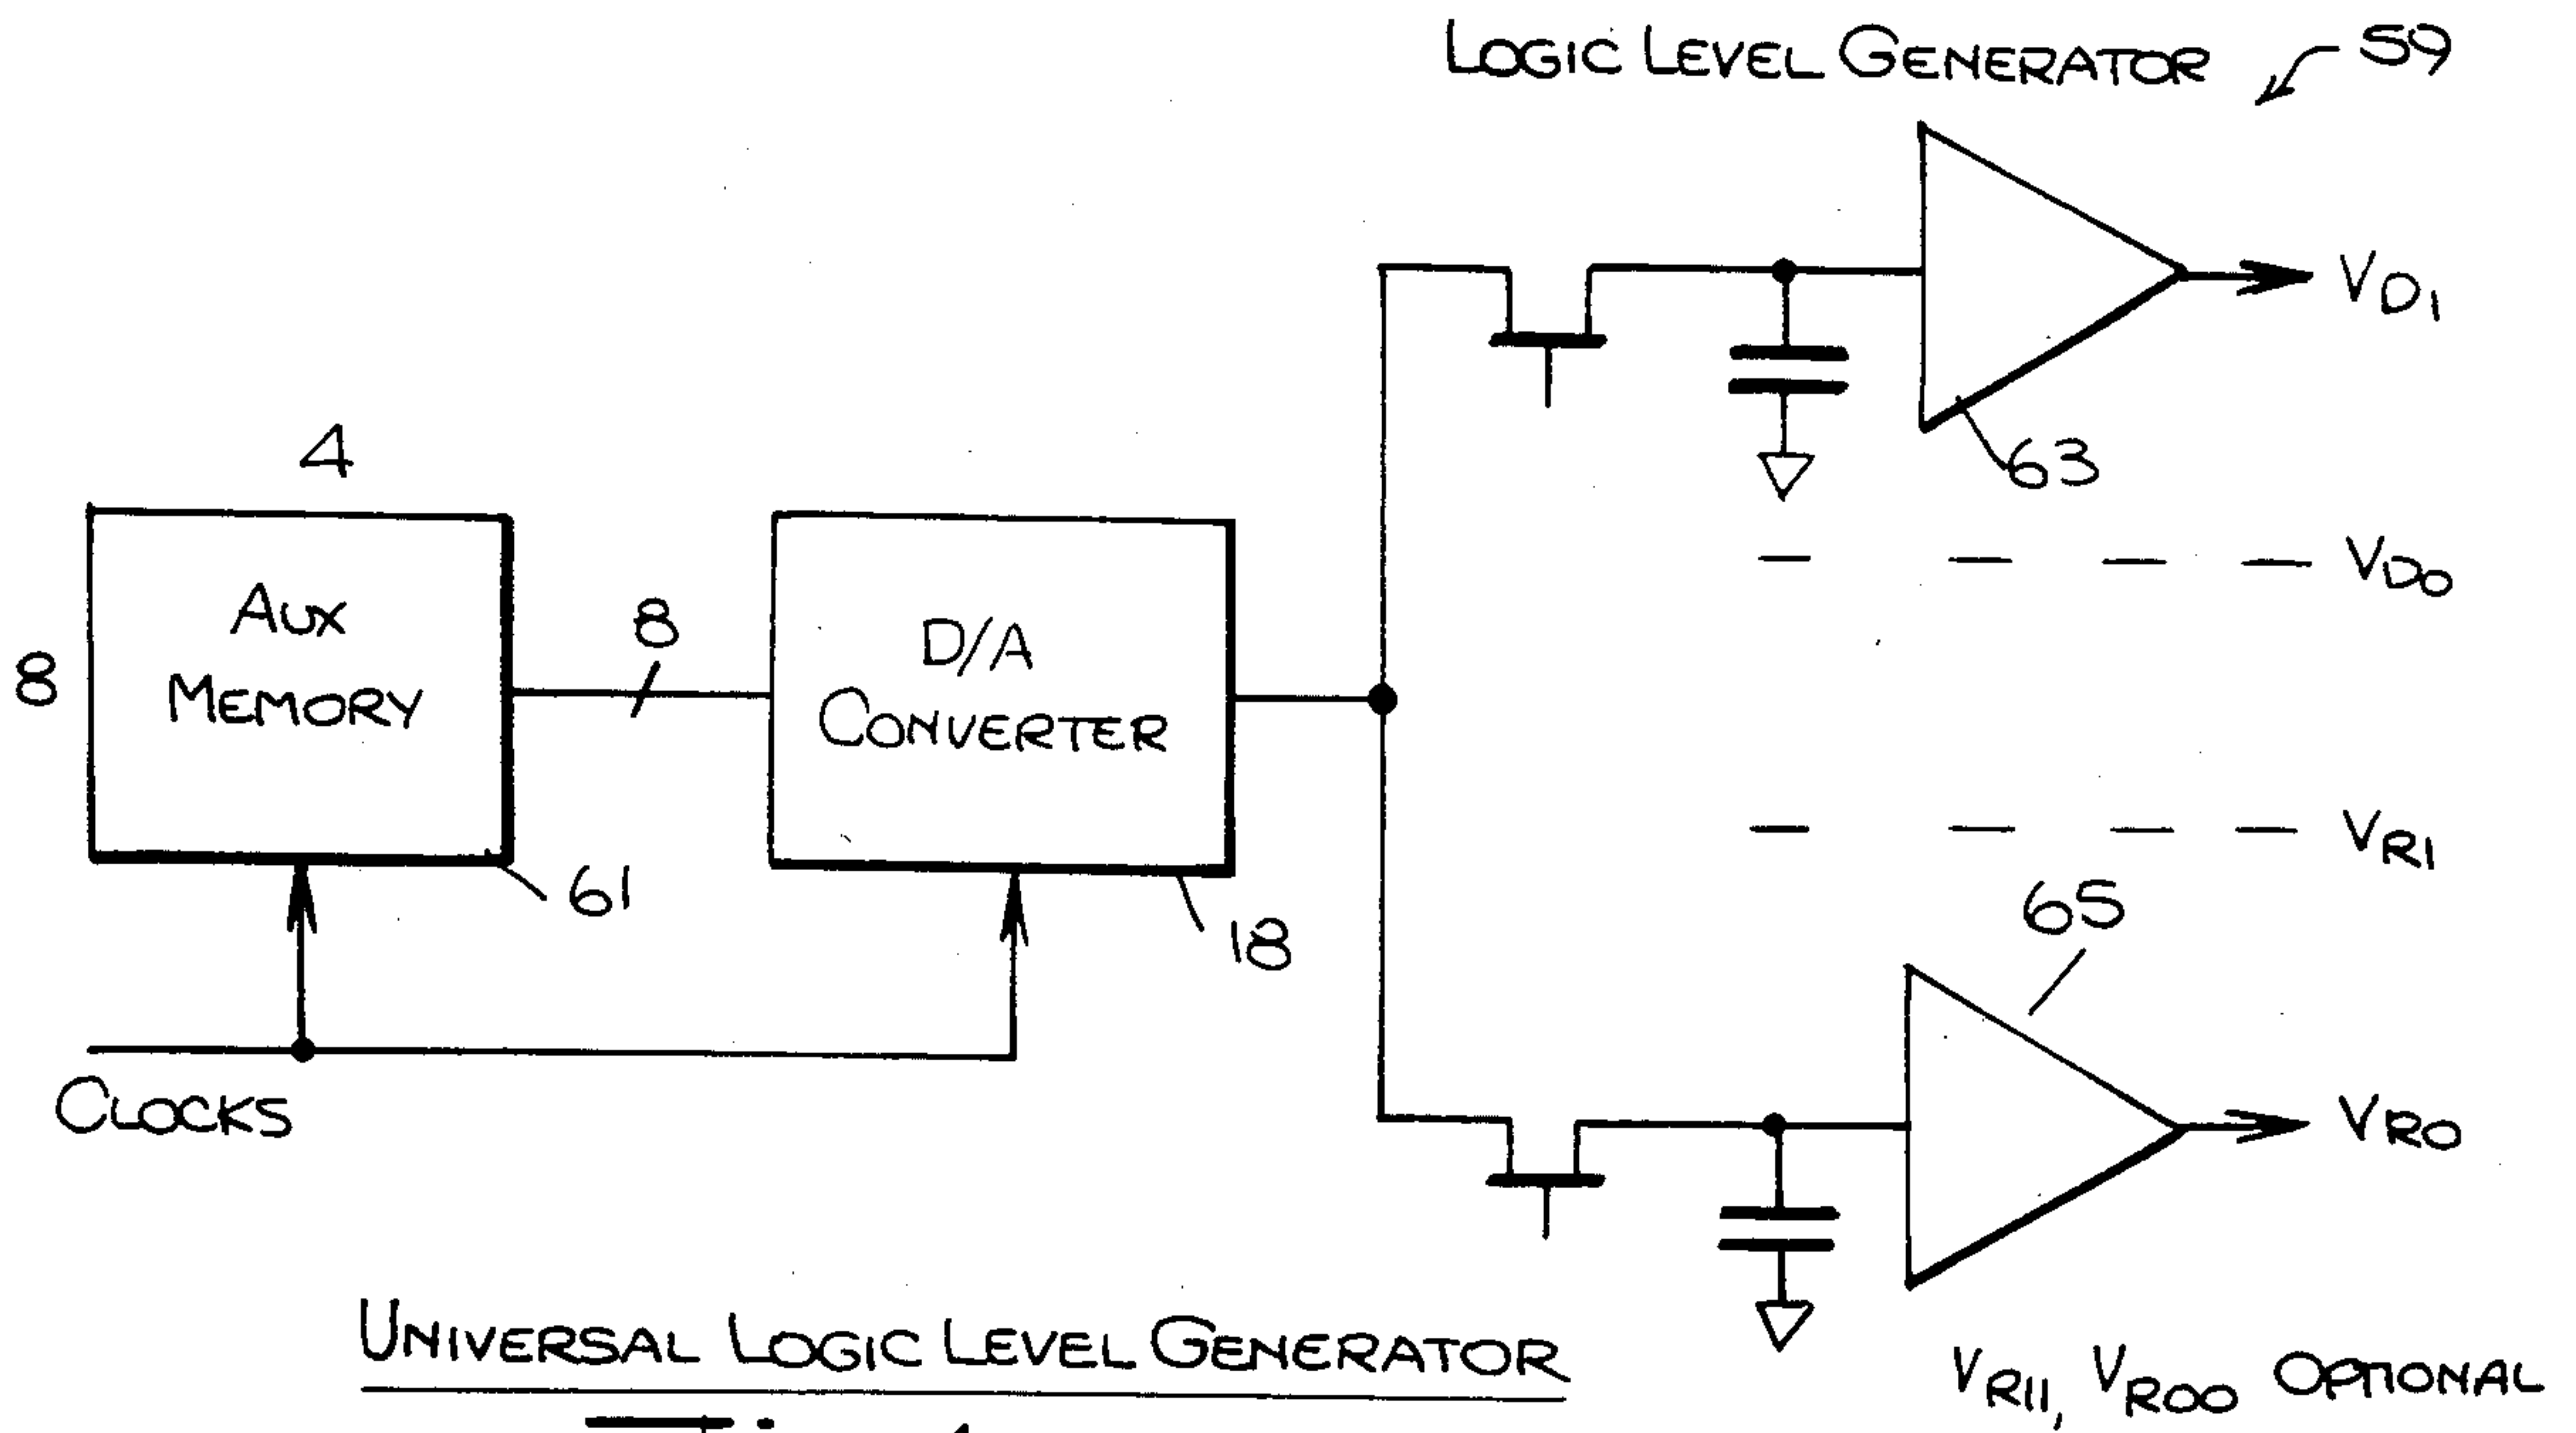 LOGIC LEVEL GENERATOR 59
VD1
63
4
VD0
AUX
MEMORY
8
8
D/A
CONVERTER
VR1
61
18
65
CLOCKS
VR0
UNIVERSAL LOGIC LEVEL GENERATOR
VR11, VR00 OPTIONAL